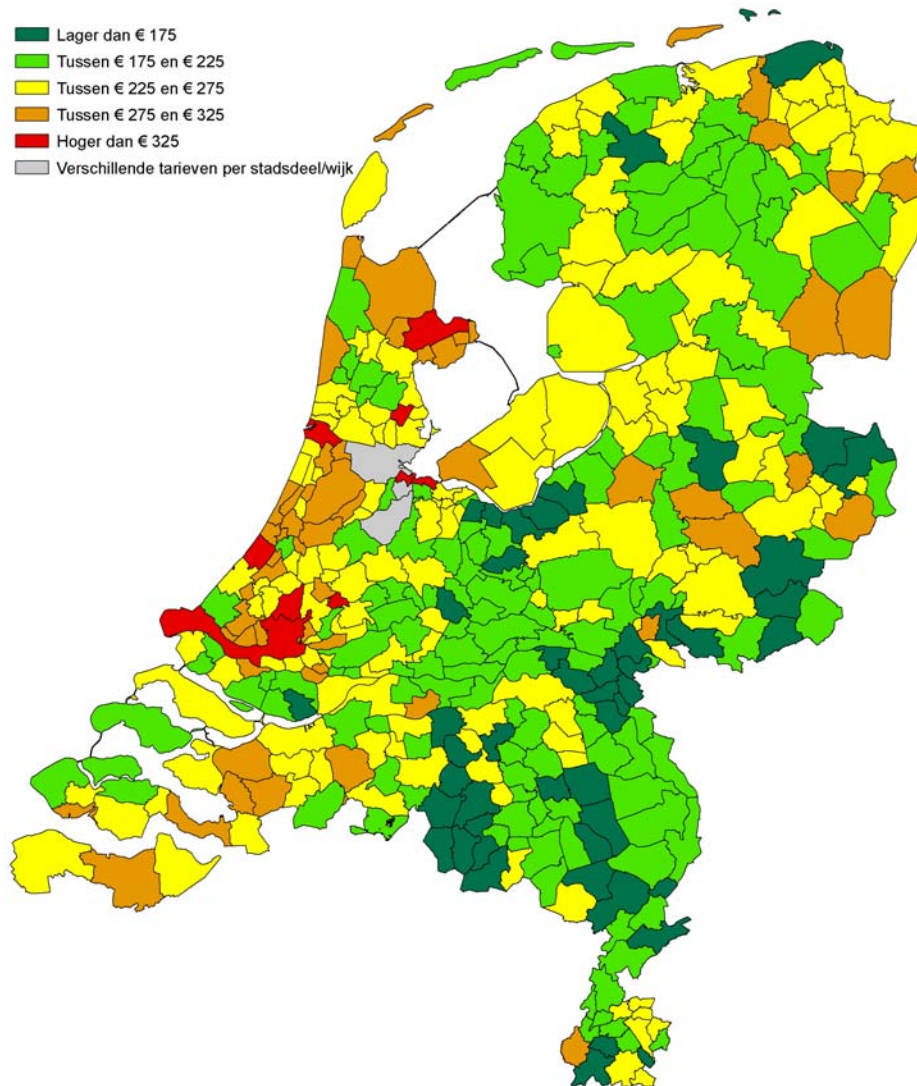 Lager dan € 175
Tussen € 175 en € 225
Tussen € 225 en € 275
Tussen € 275 en € 325
Hoger dan € 325
Verschillende tarieven per stadsdeel/wijk